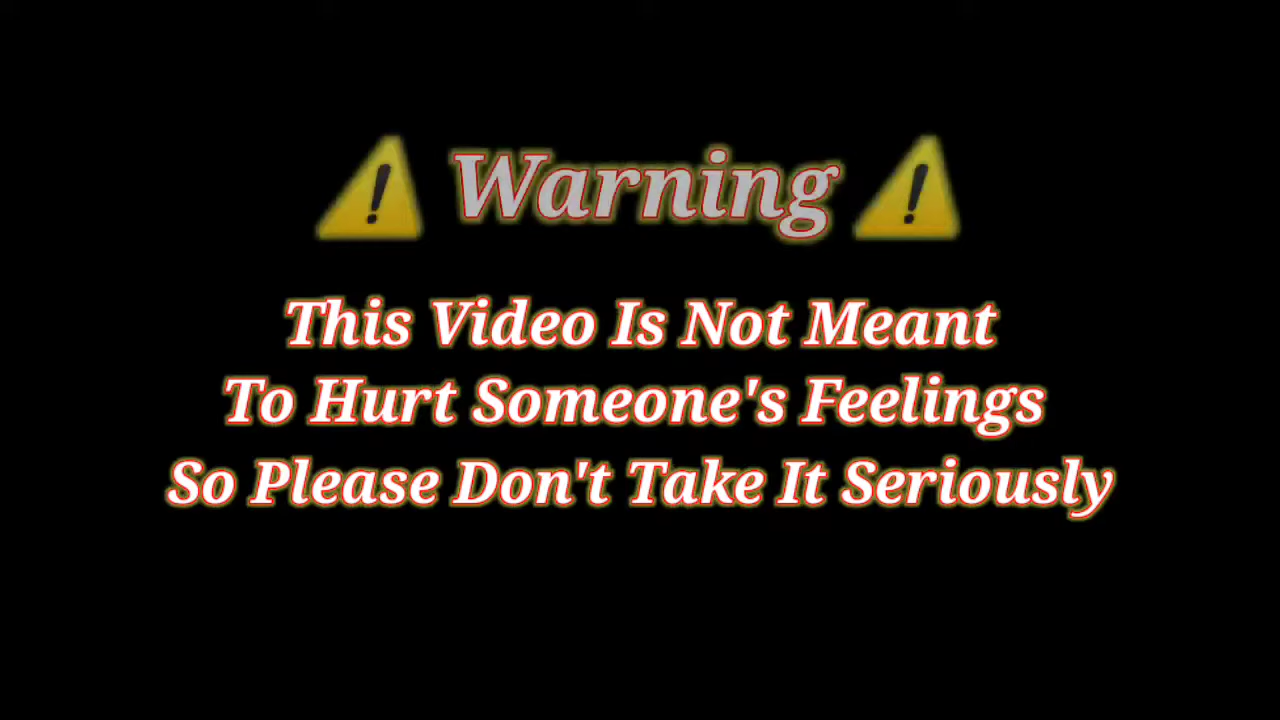 ⚠️ Warning ⚠️
This Video Is Not Meant
To Hurt Someone's Feelings
So Please Don't Take It Seriously